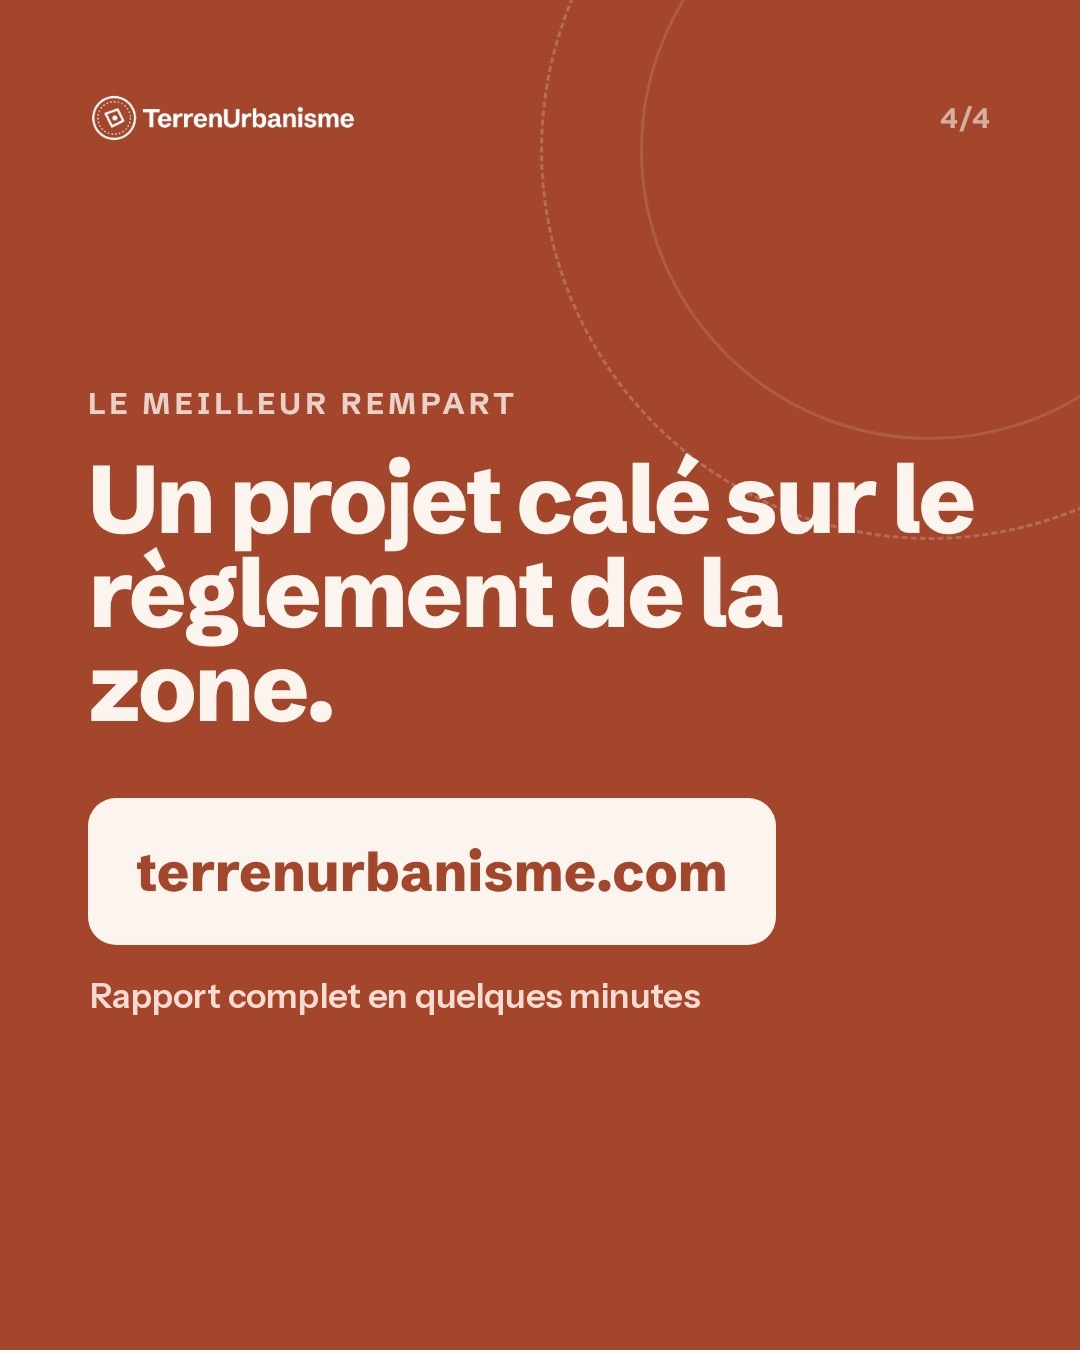 TerrenUrbanisme
4/4
LE MEILLEUR REMPART
Un projet calé sur le
règlement de la
zone.
terrenurbanisme.com
Rapport complet en quelques minutes